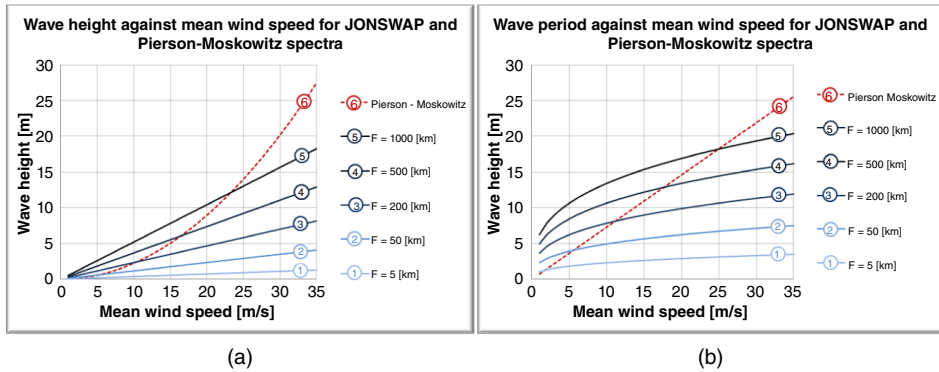 Wave height against mean wind speed for JONSWAP and
Pierson-Moskowitz spectra
Wave height [m]
30
25
20
15
10
5
0
0 5 10 15 20 25 30 35
Mean wind speed [m/s]
6
5
4
3
2
1
6 Pierson - Moskowitz
5 F = 1000 [km]
4 F = 500 [km]
3 F = 200 [km]
2 F = 50 [km]
1 F = 5 [km]
(a)
Wave period against mean wind speed for JONSWAP and
Pierson-Moskowitz spectra
Wave height [m]
30
25
20
15
10
5
0
0 5 10 15 20 25 30 35
Mean wind speed [m/s]
6
5
4
3
2
1
6 Pierson Moskowitz
5 F = 1000 [km]
4 F = 500 [km]
3 F = 200 [km]
2 F = 50 [km]
1 F = 5 [km]
(b)